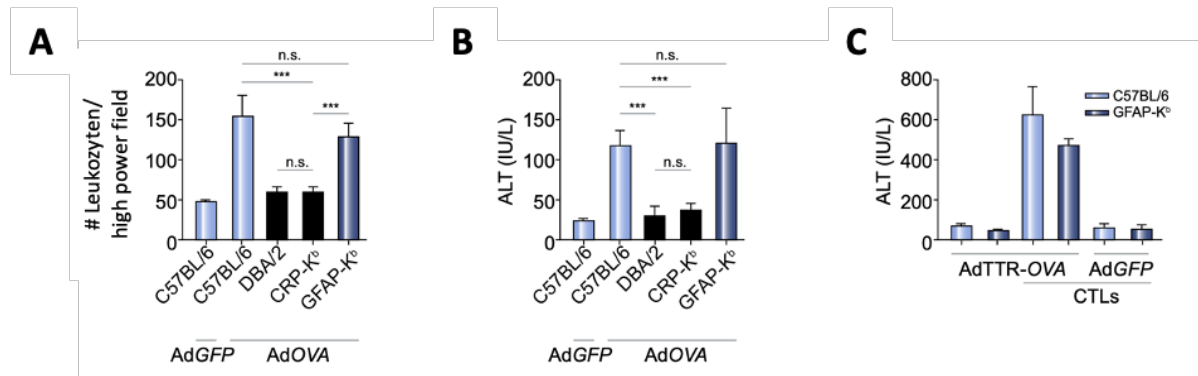 A
# Leukozyten/
high power field
200
150
100
50
0
n.s.
***
***
n.s.
C57BL/6
C57BL/6
DBA/2
CRP-Kᵇ
GFAP-Kᵇ
AdGFP
AdOVA
B
ALT (IU/L)
200
150
100
50
0
n.s.
***
***
n.s.
C57BL/6
C57BL/6
DBA/2
CRP-Kᵇ
GFAP-Kᵇ
AdGFP
AdOVA
C
ALT (IU/L)
800
600
400
200
0
C57BL/6
GFAP-Kᵇ
AdTTR-OVA
AdGFP
CTLs